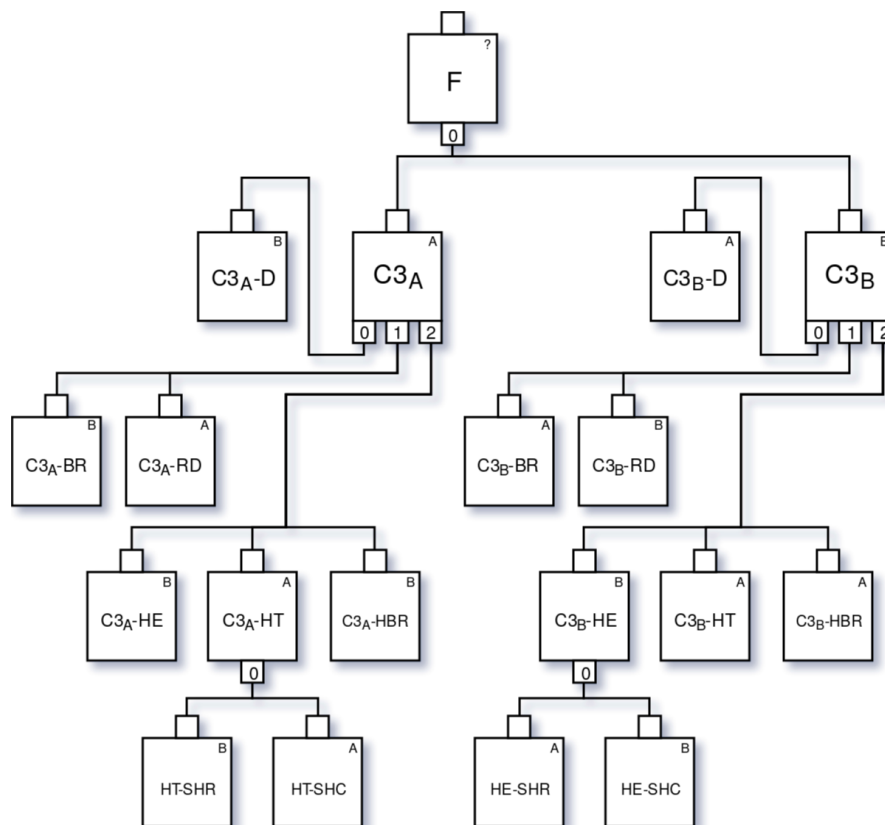 ?
F
0
B
C3A-D
A
C3A
0 1 2
A
C3B-D
B
C3B
0 1 2
B
C3A-BR
A
C3A-RD
A
C3B-BR
B
C3B-RD
B
C3A-HE
A
C3A-HT
0
B
C3A-HBR
B
C3B-HE
0
A
C3B-HT
A
C3B-HBR
B
HT-SHR
A
HT-SHC
A
HE-SHR
B
HE-SHC